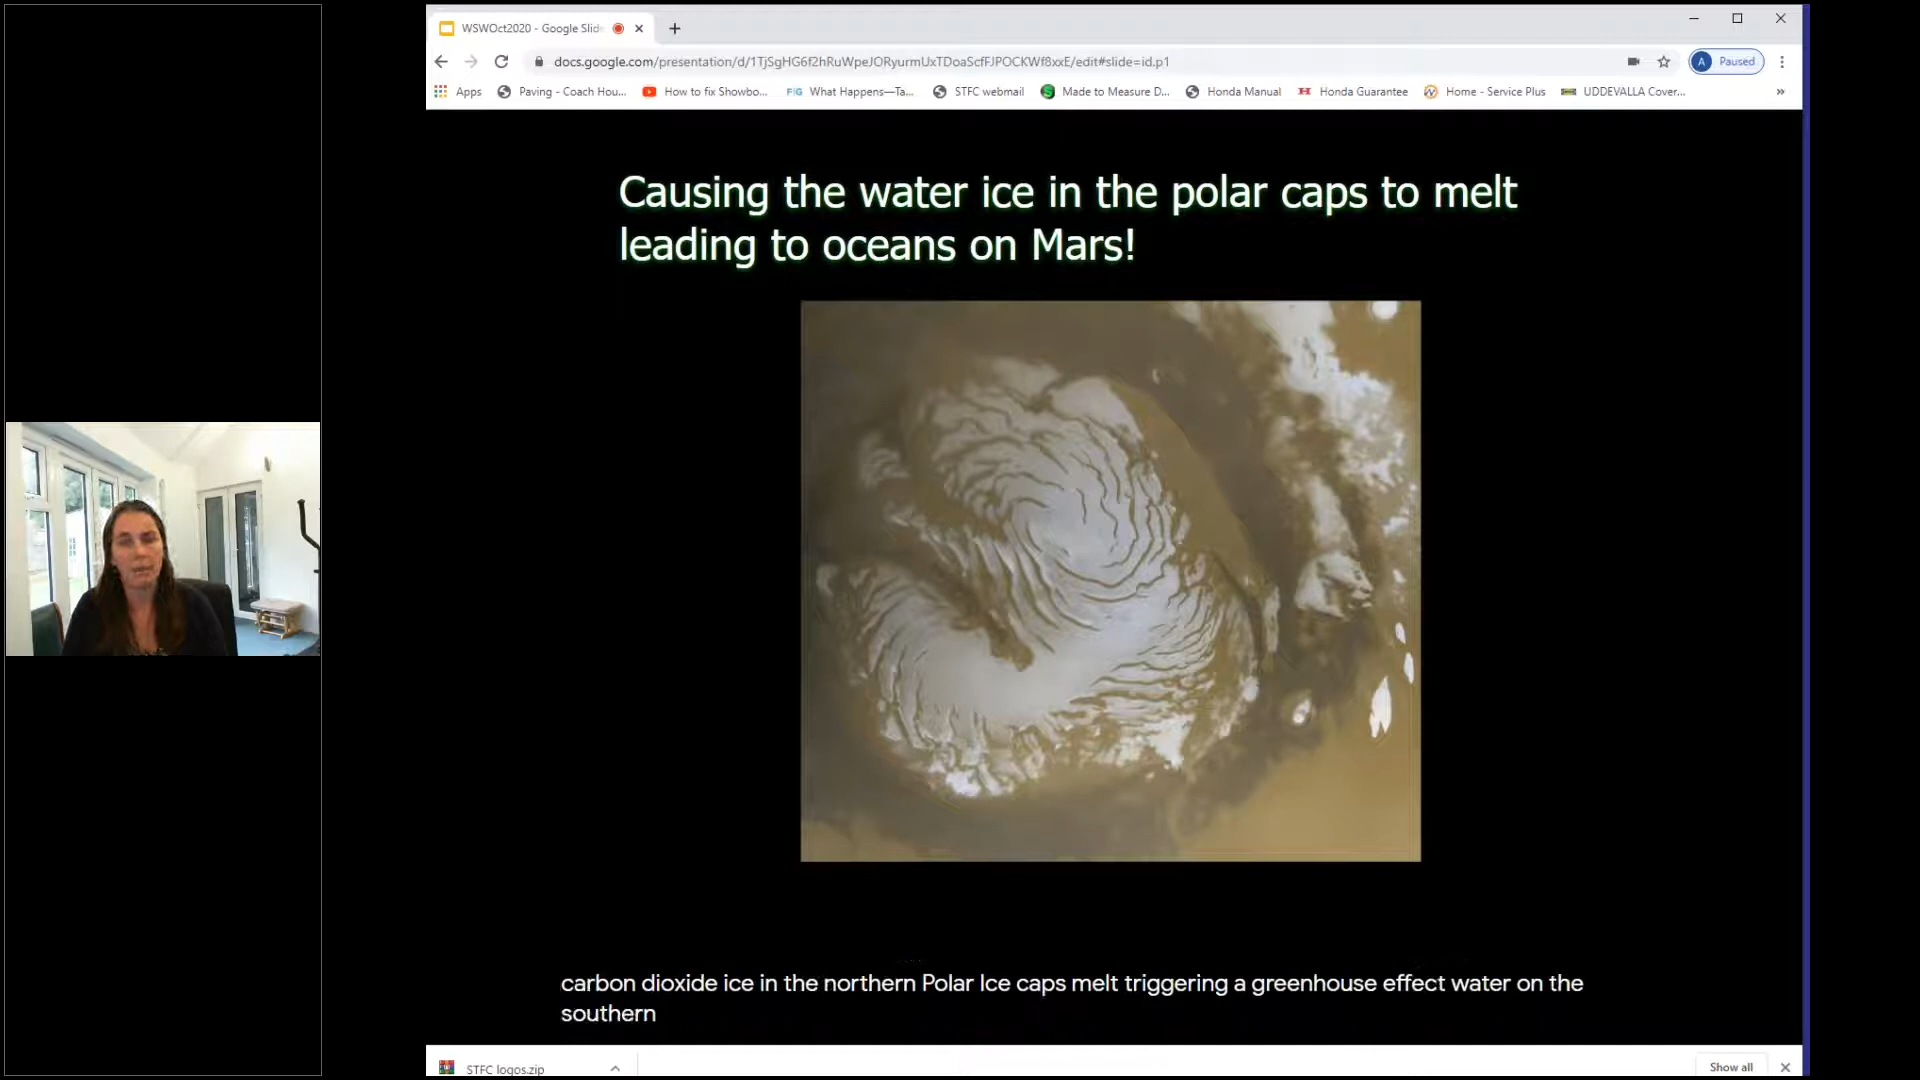 WSWOct2020 - Google Slide
docs.google.com/presentation/d/1TjSgHG6f2hRuWpeJORyurmUxTDoaScfFJPOCKWf8xxE/edit#slide=id.p1
A Paused
Apps Paving - Coach Hou... How to fix Showbo... FIG What Happens—Ta... STFC webmail Made to Measure D... Honda Manual Honda Guarantee Home - Service Plus UDDEVALLA Cover... »
Causing the water ice in the polar caps to melt
leading to oceans on Mars!
carbon dioxide ice in the northern Polar Ice caps melt triggering a greenhouse effect water on the
southern
STFC logos.zip Show all